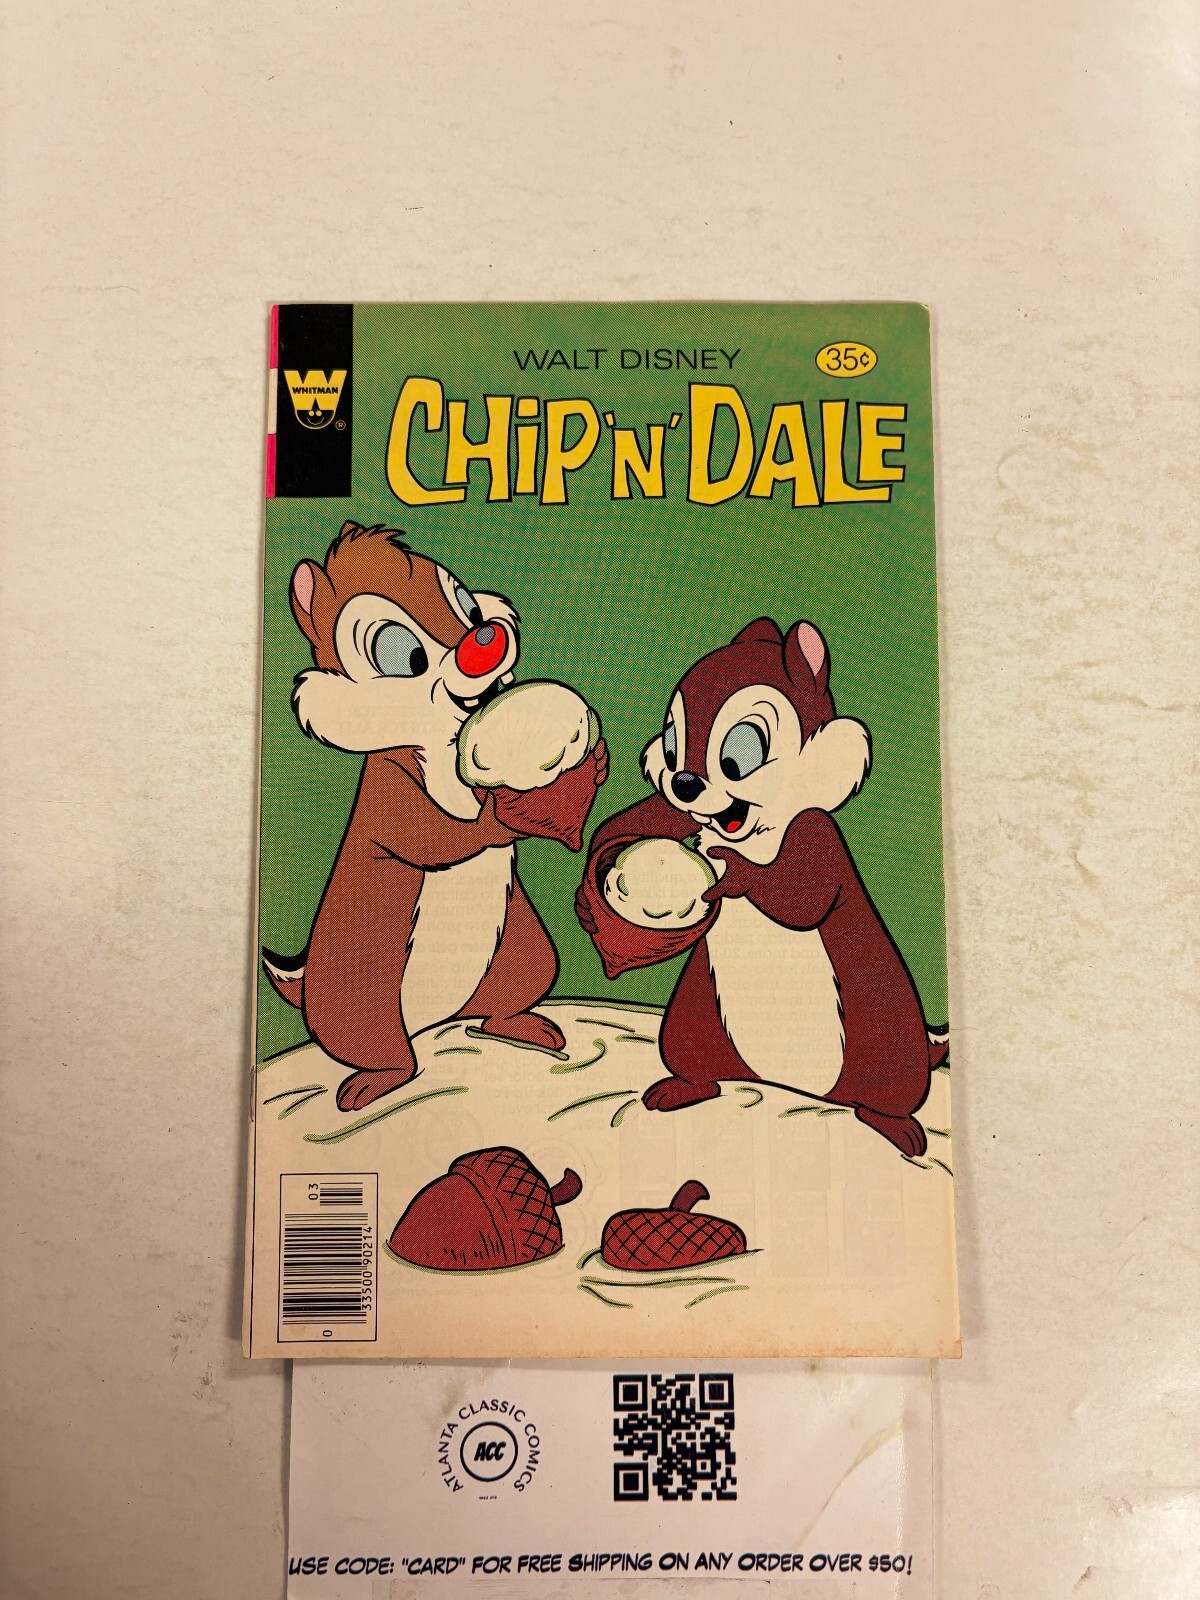 WHITMAN
®
WALT DISNEY
35¢
CHIP 'N' DALE
03
0 33500 90214
ATLANTA CLASSIC COMICS
ACC
USE CODE: "CARD" FOR FREE SHIPPING ON ANY ORDER OVER $50!